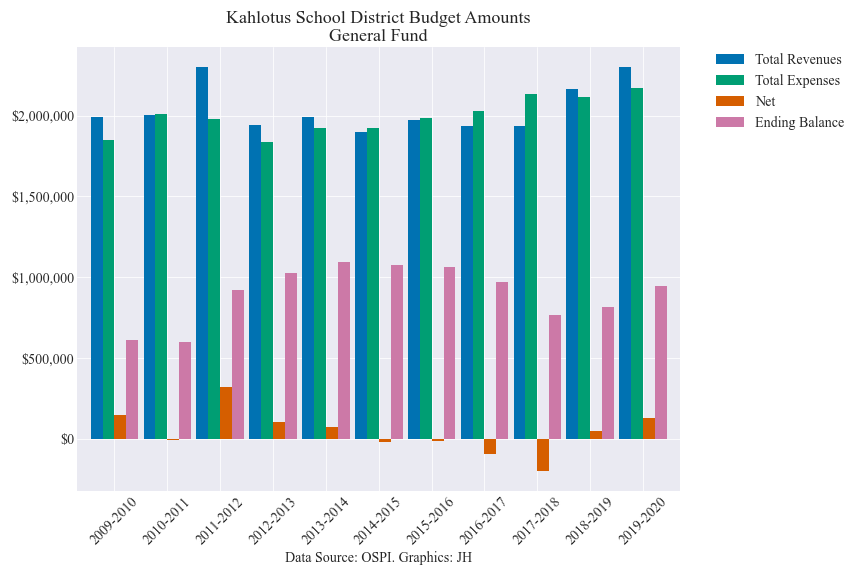 Kahlotus School District Budget Amounts
General Fund
Total Revenues
Total Expenses
Net
Ending Balance
$2,000,000
$1,500,000
$1,000,000
$500,000
$0
2009-2010
2010-2011
2011-2012
2012-2013
2013-2014
2014-2015
2015-2016
2016-2017
2017-2018
2018-2019
2019-2020
Data Source: OSPI. Graphics: JH